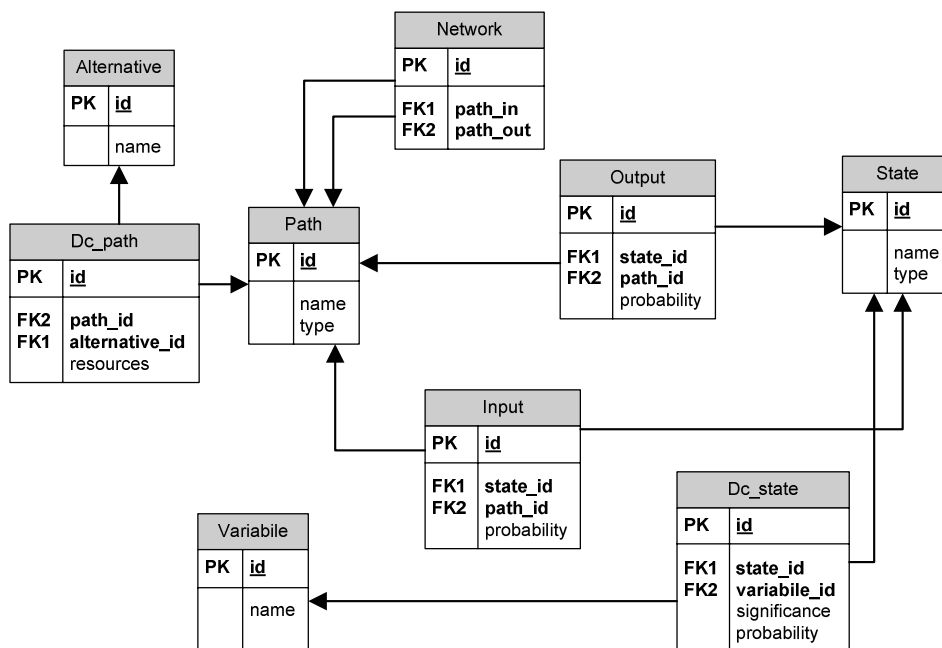 Network
PK id
FK1 path_in
FK2 path_out
Alternative
PK id
name
Dc_path
PK id
FK2 path_id
FK1 alternative_id
resources
Path
PK id
name
type
Output
PK id
FK1 state_id
FK2 path_id
probability
State
PK id
name
type
Input
PK id
FK1 state_id
FK2 path_id
probability
Dc_state
PK id
FK1 state_id
FK2 variabile_id
significance
probability
Variabile
PK id
name